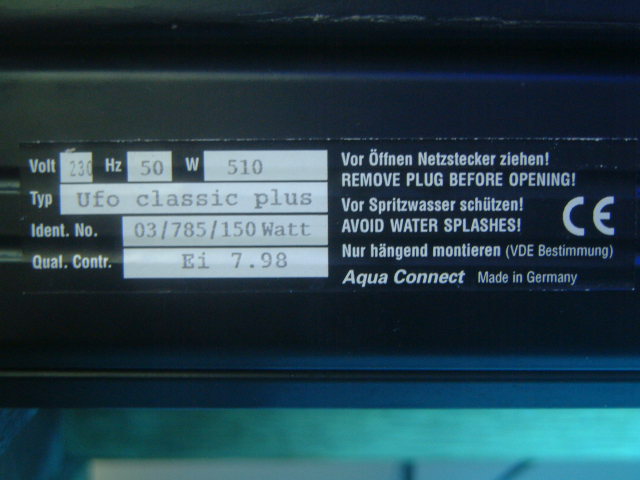 Volt 230 Hz 50 W 510
Typ Ufo classic plus
Ident. No. 03/785/150 Watt
Qual. Contr. Ei 7.98
Vor Öffnen Netzstecker ziehen!
REMOVE PLUG BEFORE OPENING!
Vor Spritzwasser schützen!
AVOID WATER SPLASHES!
CE
Nur hängend montieren (VDE Bestimmung)
Aqua Connect Made in Germany